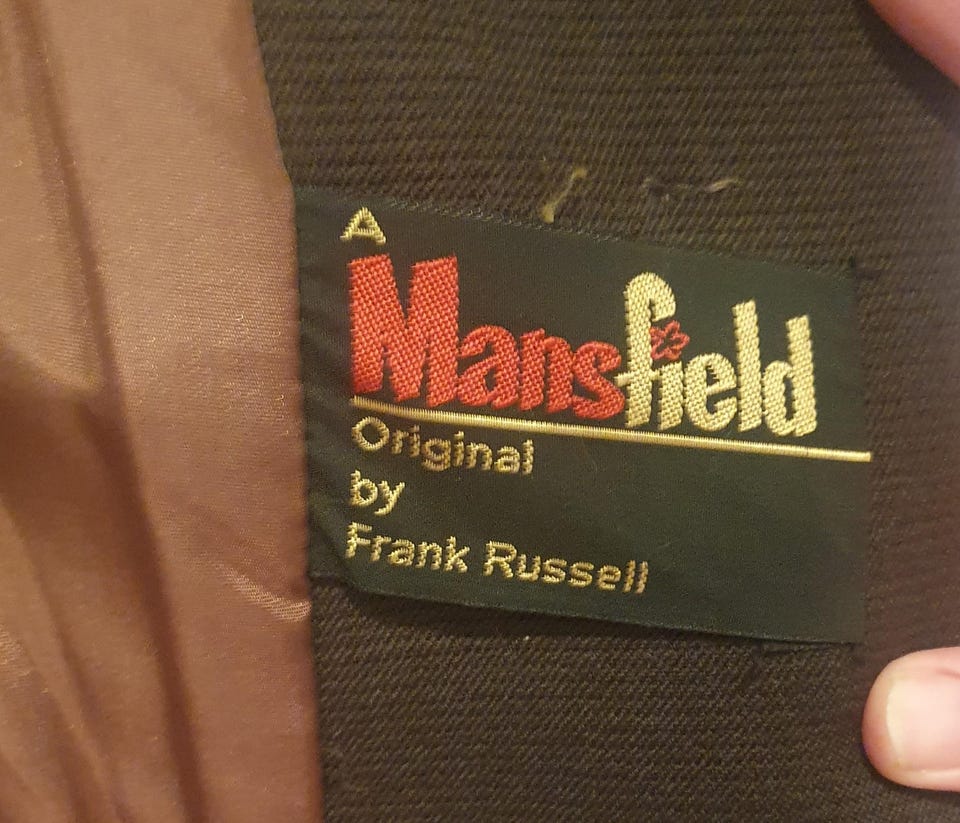 A
Mansfield
Original
by
Frank Russell